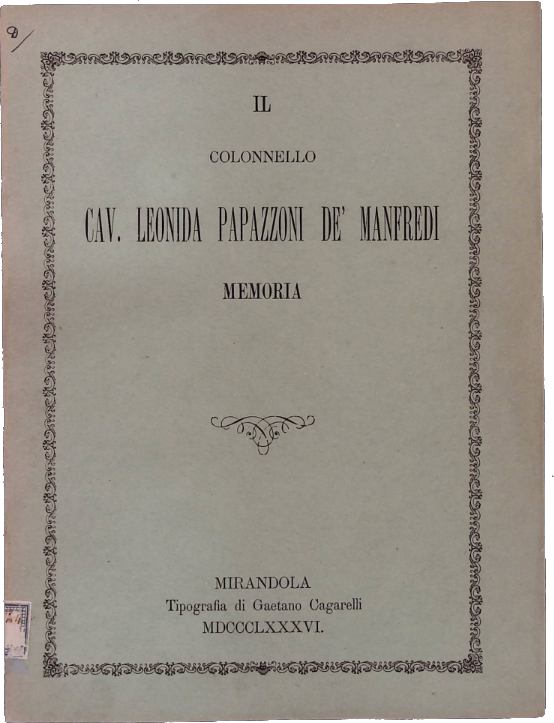 IL
COLONNELLO
CAV. LEONIDA PAPAZZONI DE' MANFREDI
MEMORIA
MIRANDOLA
Tipografia di Gaetano Cagarelli
MDCCCLXXXVI.